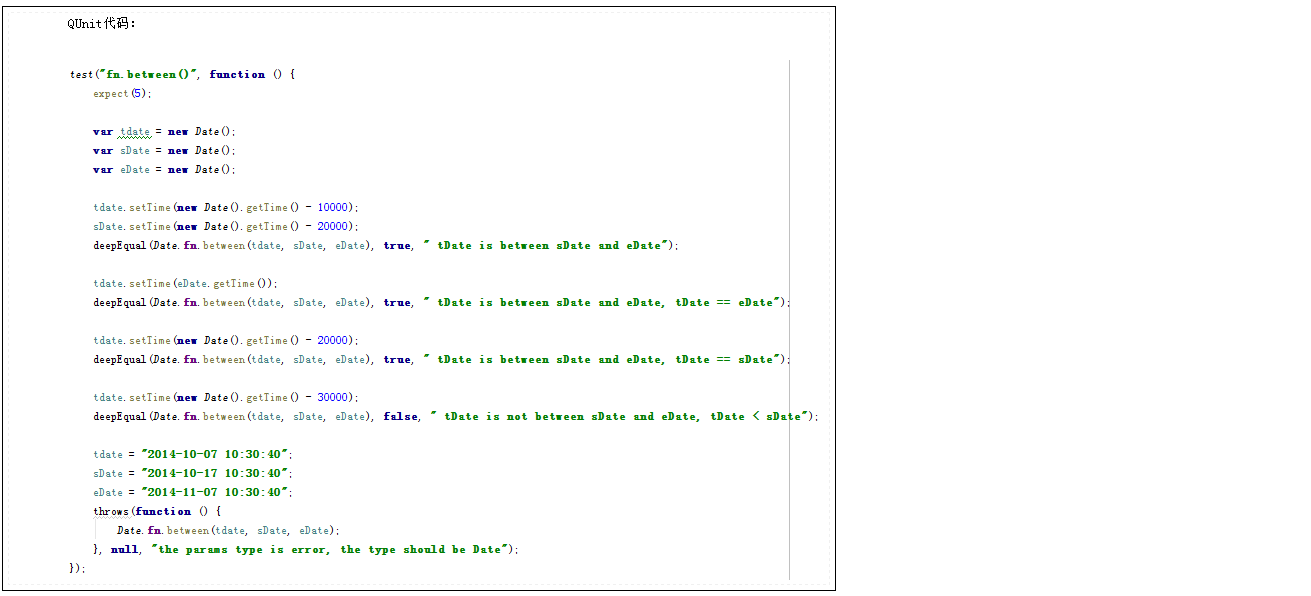 QUnit代码:
test("fn.between()", function () {
expect(5);
var tdate = new Date();
var sDate = new Date();
var eDate = new Date();
tdate.setTime(new Date().getTime() - 10000);
sDate.setTime(new Date().getTime() - 20000);
deepEqual(Date.fn.between(tdate, sDate, eDate), true, " tDate is between sDate and eDate");
tdate.setTime(eDate.getTime());
deepEqual(Date.fn.between(tdate, sDate, eDate), true, " tDate is between sDate and eDate, tDate == eDate");
tdate.setTime(new Date().getTime() - 20000);
deepEqual(Date.fn.between(tdate, sDate, eDate), true, " tDate is between sDate and eDate, tDate == sDate");
tdate.setTime(new Date().getTime() - 30000);
deepEqual(Date.fn.between(tdate, sDate, eDate), false, " tDate is not between sDate and eDate, tDate < sDate");
tdate = "2014-10-07 10:30:40";
sDate = "2014-10-17 10:30:40";
eDate = "2014-11-07 10:30:40";
throws(function () {
Date.fn.between(tdate, sDate, eDate);
}, null, "the params type is error, the type should be Date");
});